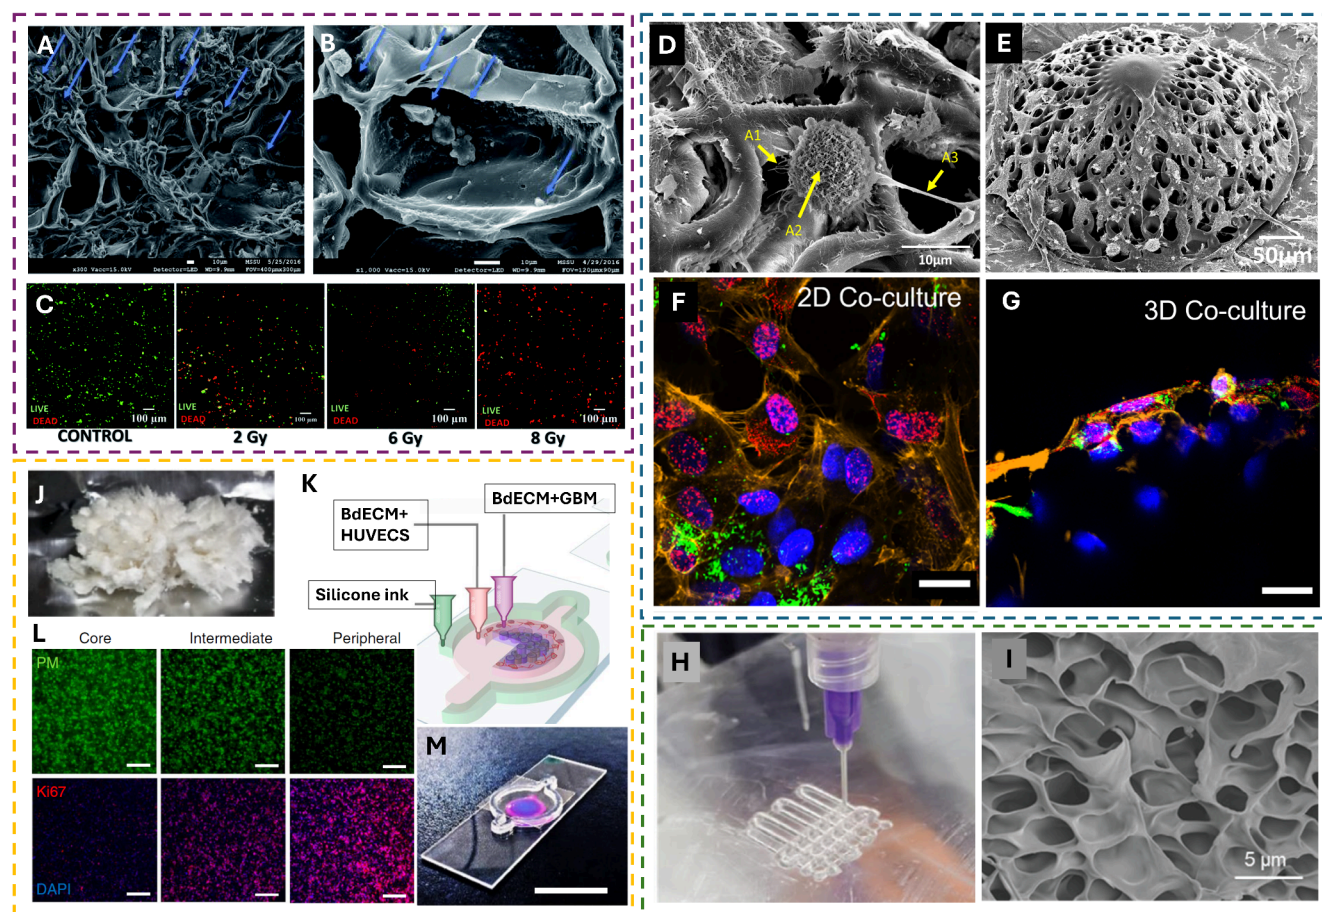 A
x300 Vacc=15.0kV
10µm
Detector=LED WD=9.9mm
MSSU 5/25/2016
FOV=400µmx300µm
B
x1,000 Vacc=15.0kV
10µm
Detector=LED WD=9.9mm
MSSU 4/29/2016
FOV=120µmx90µm
C
LIVE
DEAD
100 µm
CONTROL
LIVE
DEAD
100 µm
2 Gy
LIVE
DEAD
100 µm
6 Gy
LIVE
DEAD
100 µm
8 Gy
D
A1
A2
A3
10µm
E
50µm
F
2D Co-culture
G
3D Co-culture
J
K
BdECM+
HUVECS
BdECM+GBM
Silicone ink
L
Core
Intermediate
Peripheral
PM
Ki67
DAPI
M
H
I
5 µm